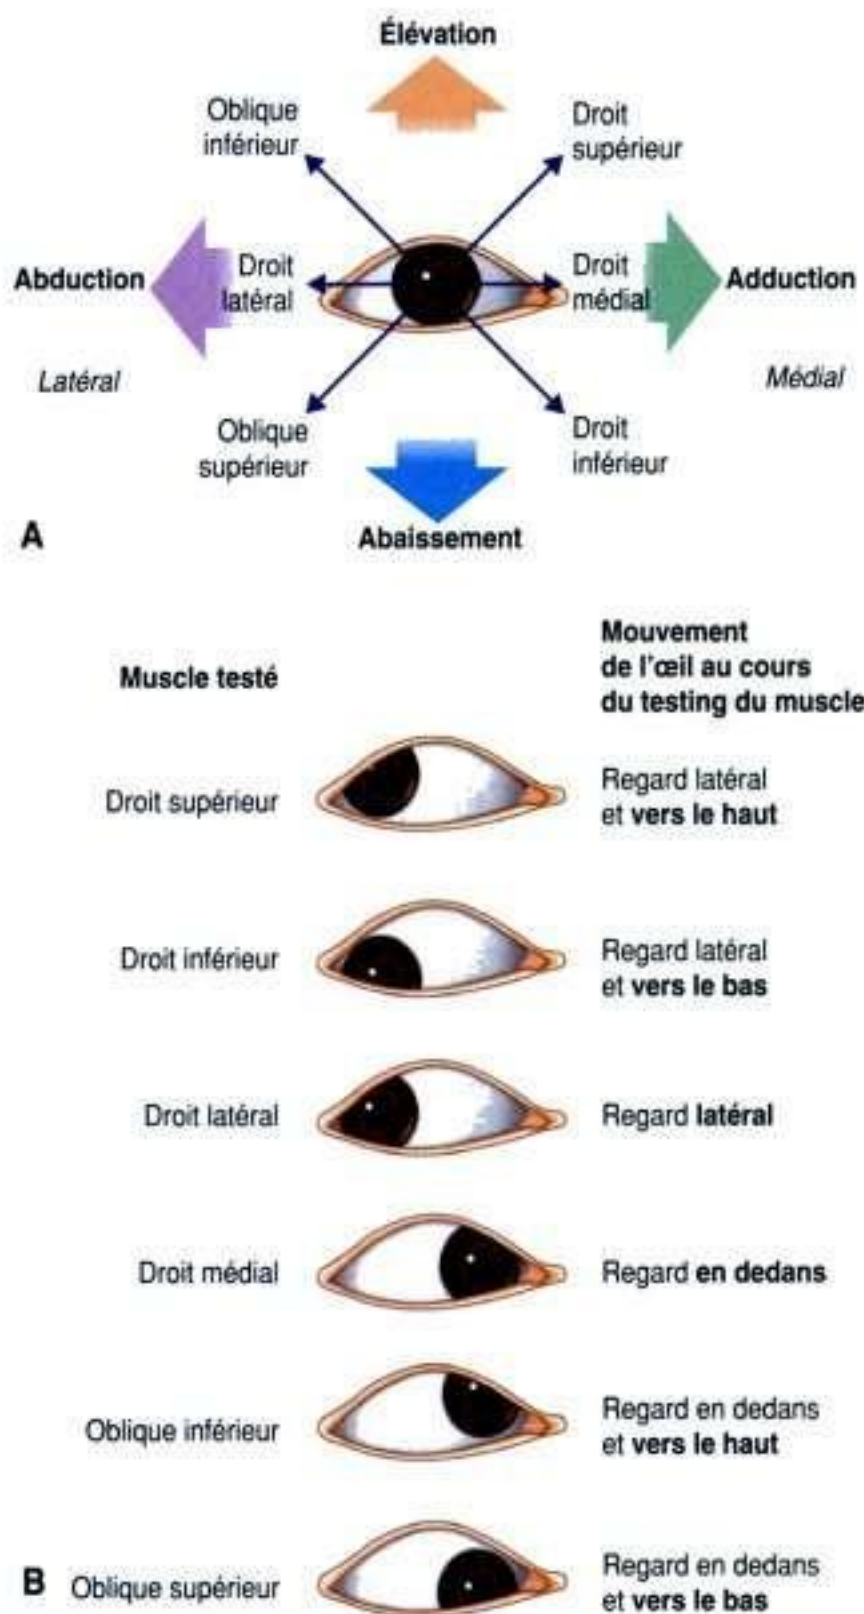 Élévation
Oblique
inférieur
Droit
supérieur
Abduction
Droit
latéral
Droit
médial
Adduction
Latéral
Médial
Oblique
supérieur
Droit
inférieur
A
Abaissement
Muscle testé
Mouvement
de l'œil au cours
du testing du muscle
Droit supérieur
Regard latéral
et vers le haut
Droit inférieur
Regard latéral
et vers le bas
Droit latéral
Regard latéral
Droit médial
Regard en dedans
Oblique inférieur
Regard en dedans
et vers le haut
B
Oblique supérieur
Regard en dedans
et vers le bas